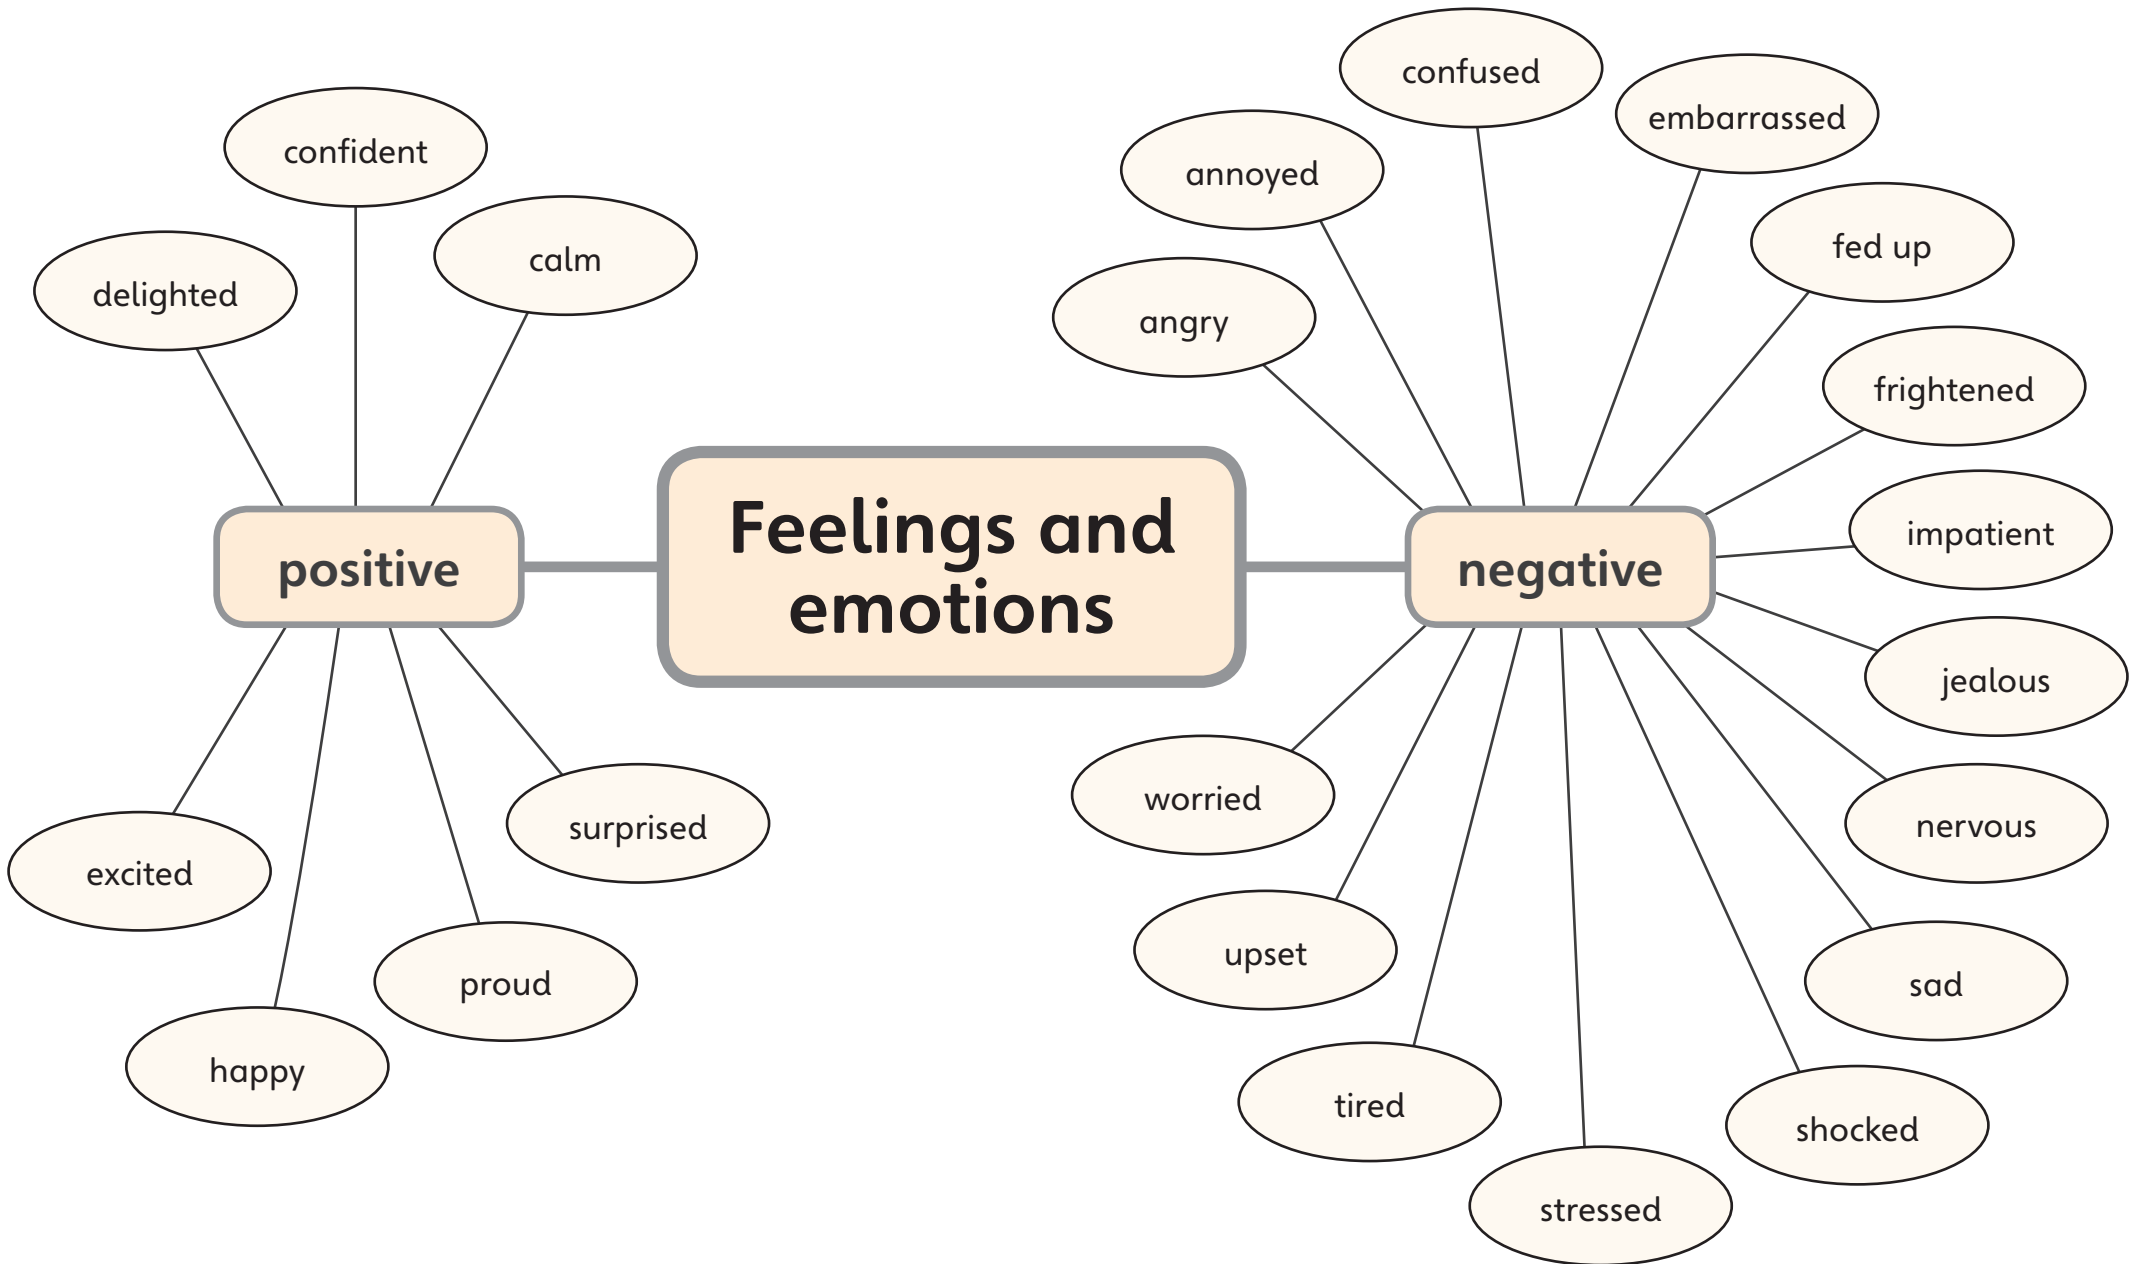 Feelings and
emotions
positive
confident
calm
delighted
excited
happy
proud
surprised
negative
angry
annoyed
confused
embarrassed
fed up
frightened
impatient
jealous
nervous
sad
shocked
stressed
tired
upset
worried